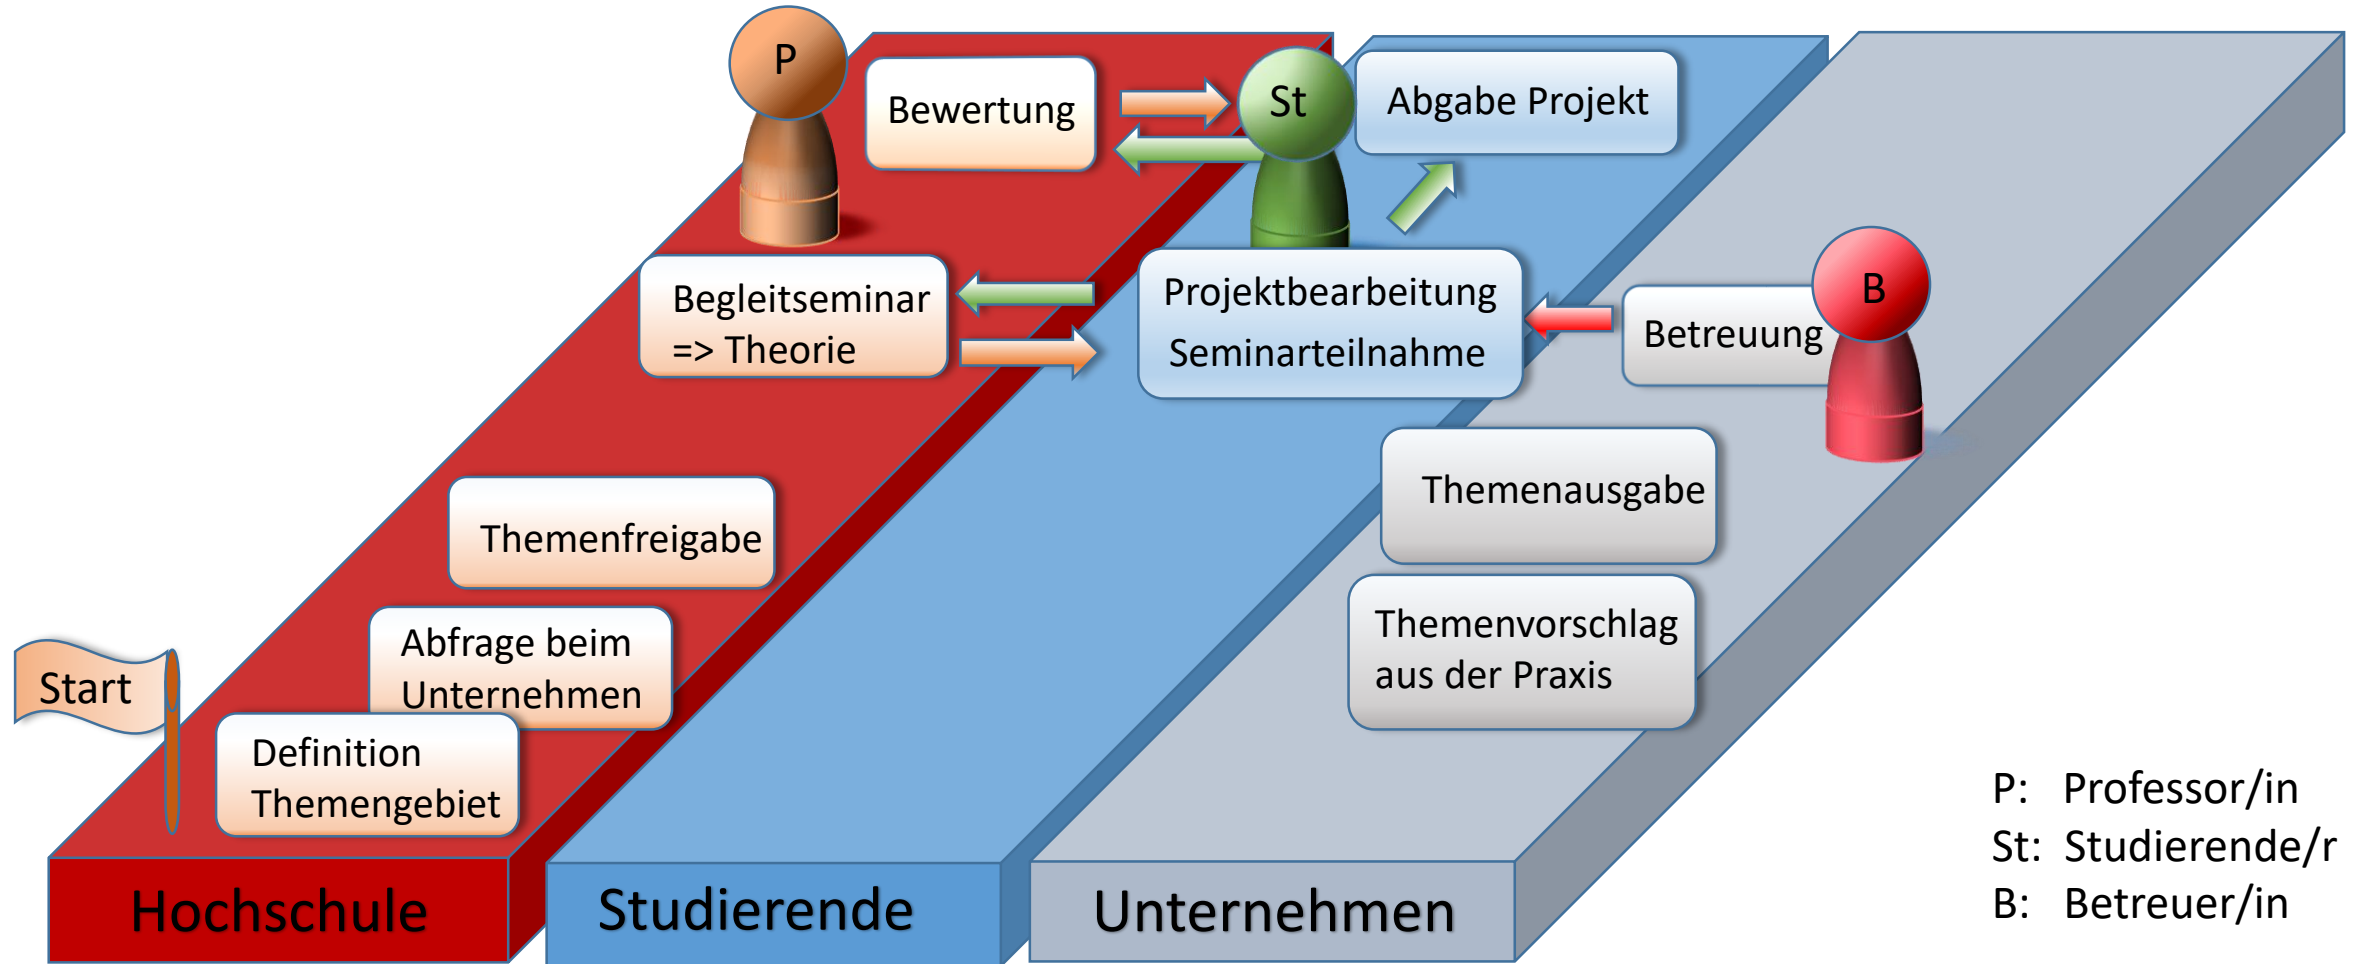 P
Bewertung
St
Abgabe Projekt
Begleitseminar
=> Theorie
Projektbearbeitung
Seminarteilnahme
Betreuung
B
Themenausgabe
Themenfreigabe
Themenvorschlag
aus der Praxis
Abfrage beim
Unternehmen
Start
Definition
Themengebiet
Hochschule
Studierende
Unternehmen
P: Professor/in
St: Studierende/r
B: Betreuer/in